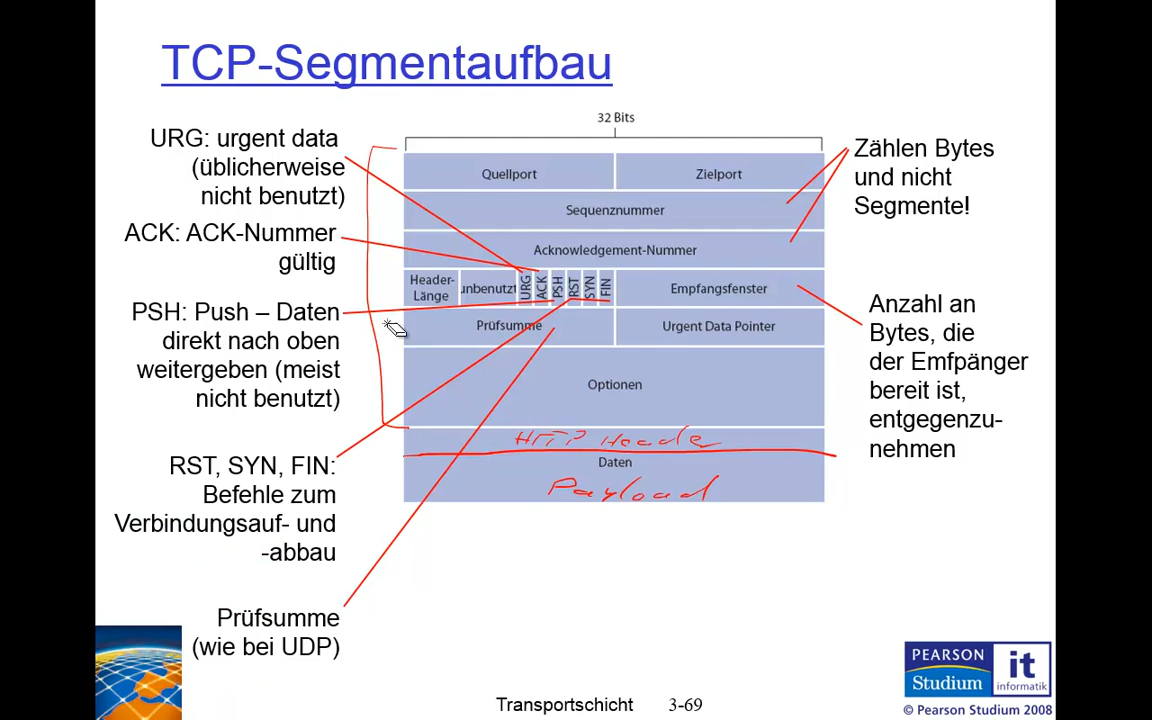 TCP-Segmentaufbau
URG: urgent data
(üblicherweise
nicht benutzt)
ACK: ACK-Nummer
gültig
PSH: Push – Daten
direkt nach oben
weitergeben (meist
nicht benutzt)
RST, SYN, FIN:
Befehle zum
Verbindungsauf- und
-abbau
Prüfsumme
(wie bei UDP)
32 Bits
Quellport Zielport
Sequenznummer
Acknowledgement-Nummer
Header-
Länge
unbenutzt URG ACK PSH RST SYN FIN Empfangsfenster
Prüfsumme Urgent Data Pointer
Optionen
HTTP Header
Daten
Payload
Zählen Bytes
und nicht
Segmente!
Anzahl an
Bytes, die
der Emfpänger
bereit ist,
entgegenzu-
nehmen
Transportschicht 3-69
PEARSON
Studium
it
informatik
© Pearson Studium 2008